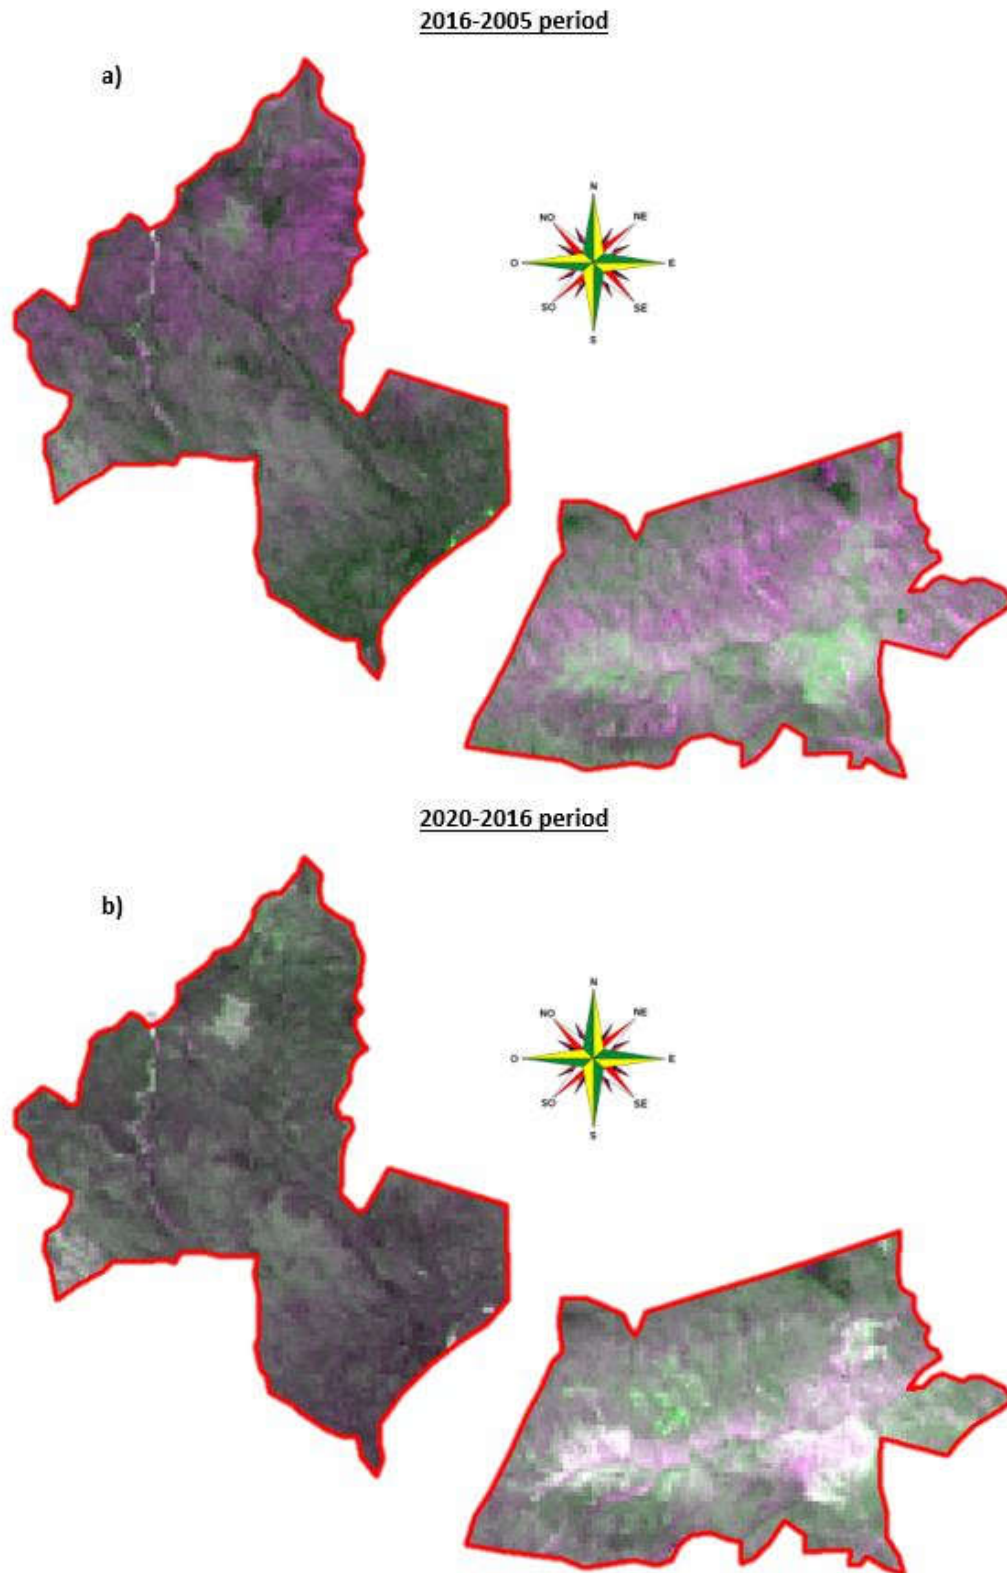 2016-2005 period
a)
N
NO
NE
O
E
SO
SE
S
2020-2016 period
b)
N
NO
NE
O
E
SO
SE
S